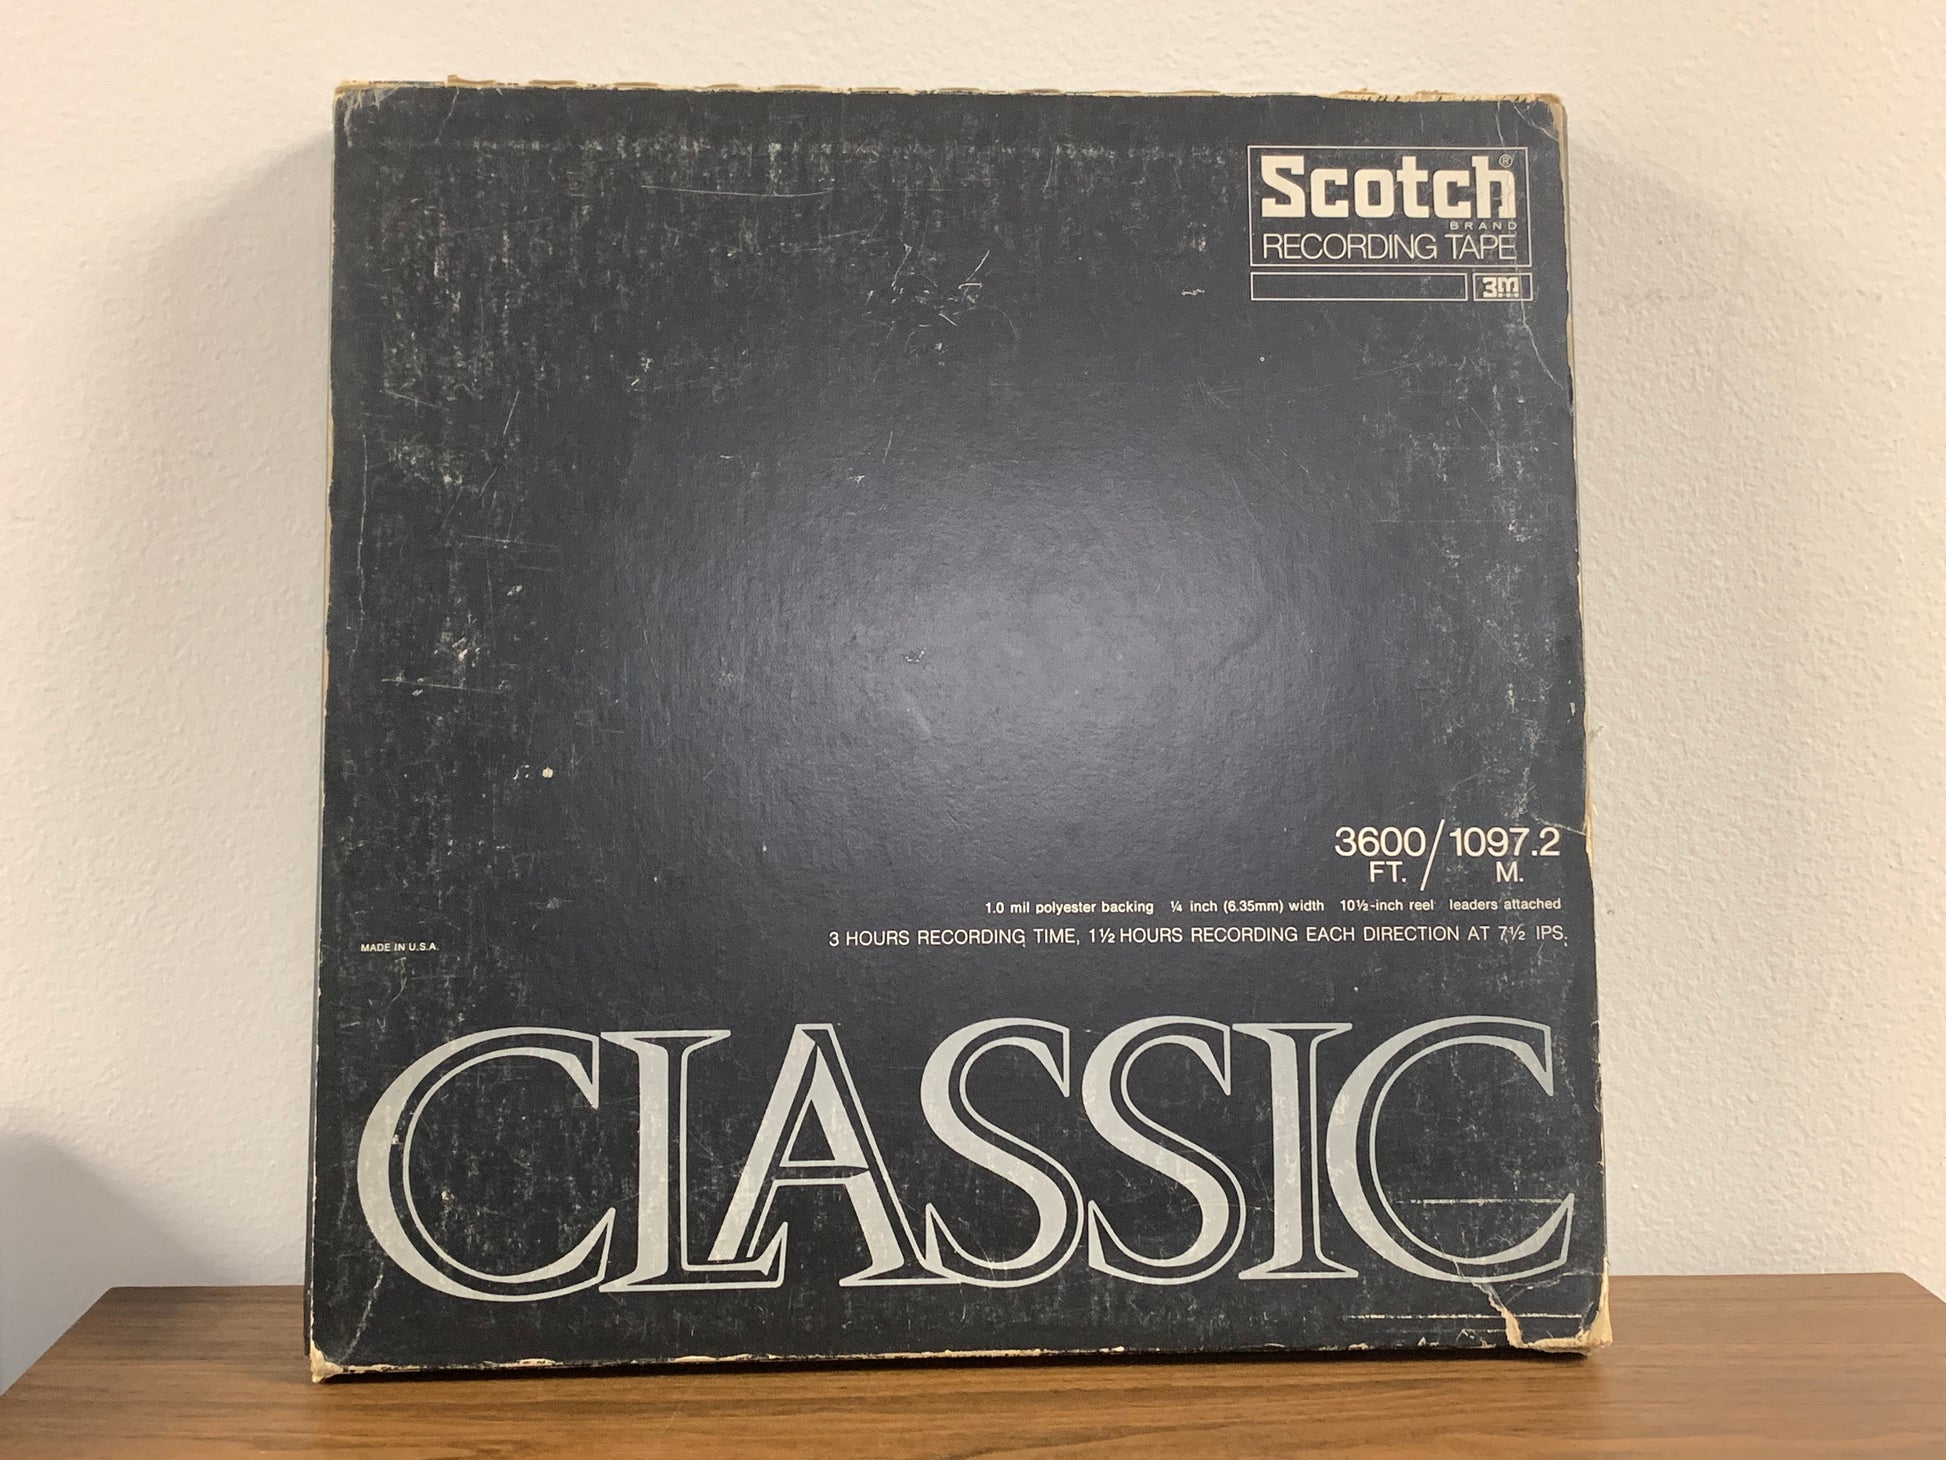 Scotch®
BRAND
RECORDING TAPE
3M
3600 FT. / 1097.2 M.
1.0 mil polyester backing ¼ inch (6.35mm) width 10½-inch reel leaders attached
3 HOURS RECORDING TIME, 1½ HOURS RECORDING EACH DIRECTION AT 7½ IPS.
MADE IN U.S.A.
CLASSIC